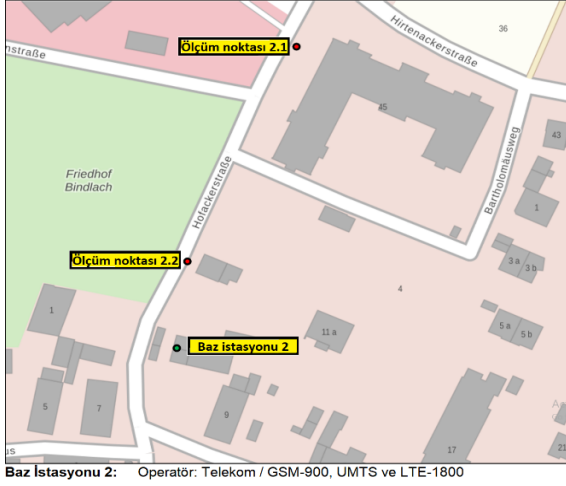 36
Hirtenackerstraße
Ölçüm noktası 2.1
nstraße
45
43
Bartholomäusweg
Friedhof
Bindlach
Hofackerstraße
1
3 a
3 b
Ölçüm noktası 2.2
4
1
11 a
5 a
5 b
Baz istasyonu 2
5
7
9
17
21
us
Baz İstasyonu 2: Operatör: Telekom / GSM-900, UMTS ve LTE-1800